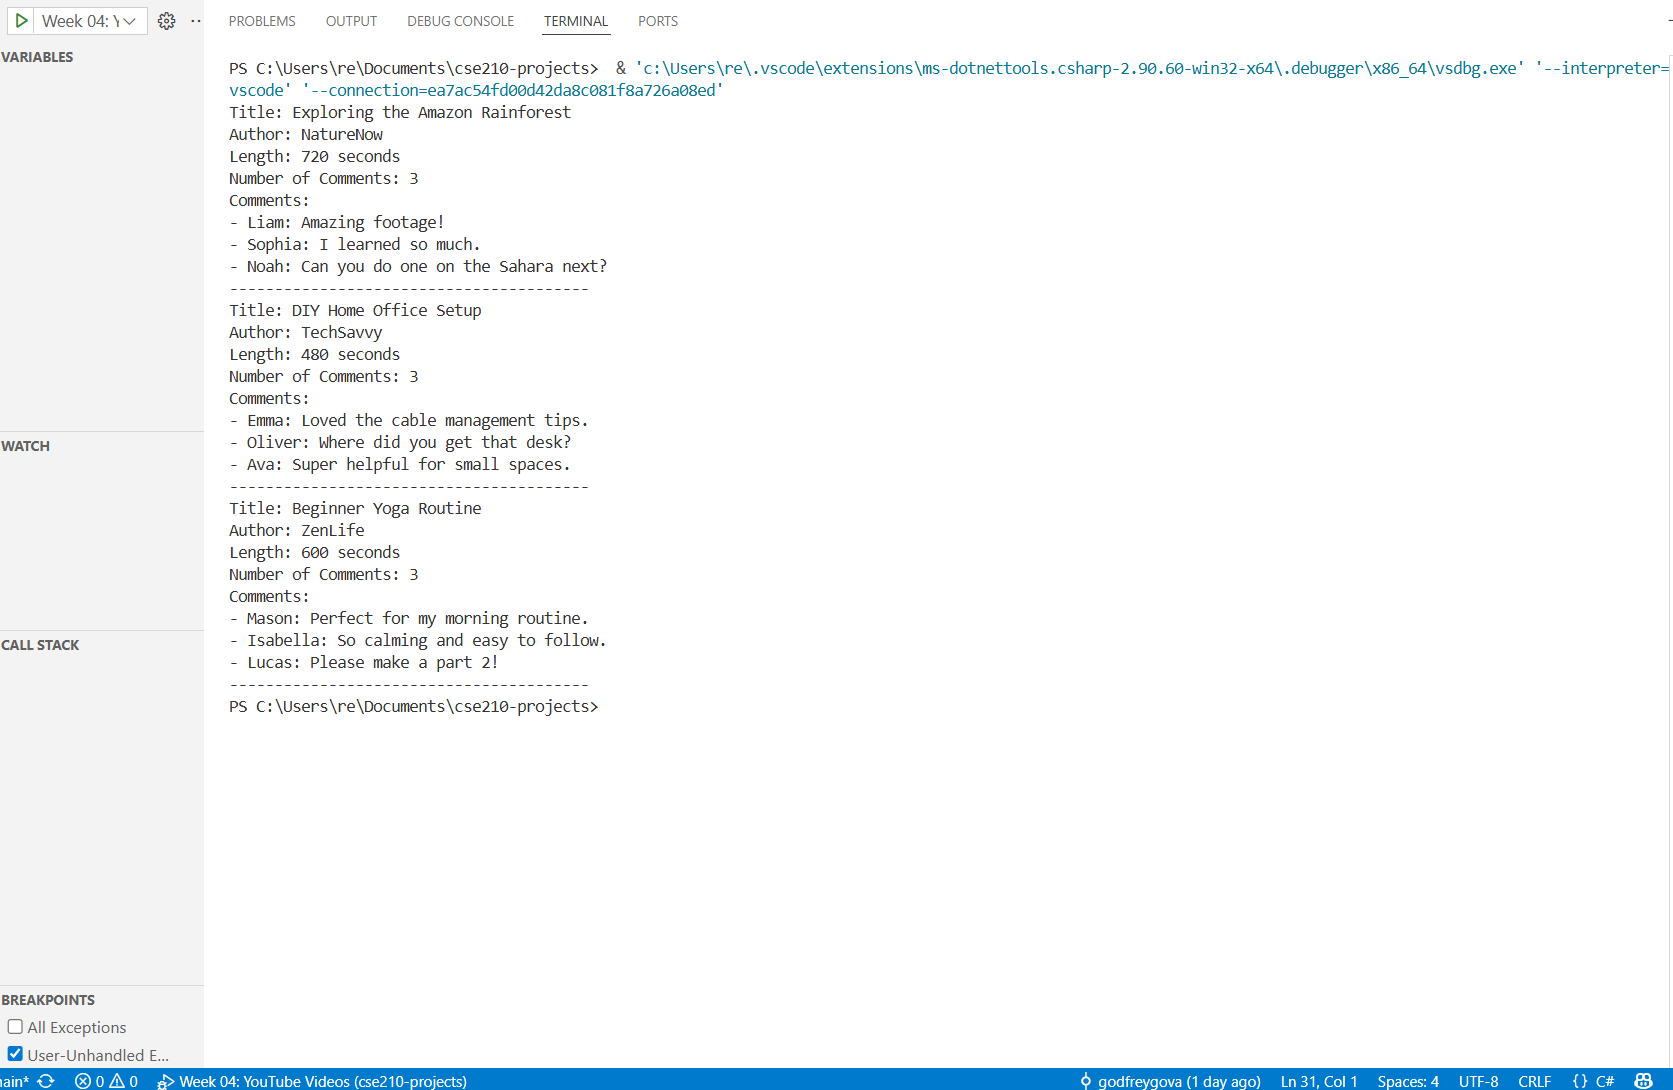 Week 04: Y
PROBLEMS OUTPUT DEBUG CONSOLE TERMINAL PORTS
VARIABLES
WATCH
CALL STACK
BREAKPOINTS
All Exceptions
User-Unhandled E...
PS C:\Users\re\Documents\cse210-projects>  & 'c:\Users\re\.vscode\extensions\ms-dotnettools.csharp-2.90.60-win32-x64\.debugger\x86_64\vsdbg.exe' '--interpreter=
vscode' '--connection=ea7ac54fd00d42da8c081f8a726a08ed'
Title: Exploring the Amazon Rainforest
Author: NatureNow
Length: 720 seconds
Number of Comments: 3
Comments:
- Liam: Amazing footage!
- Sophia: I learned so much.
- Noah: Can you do one on the Sahara next?
----------------------------------------
Title: DIY Home Office Setup
Author: TechSavvy
Length: 480 seconds
Number of Comments: 3
Comments:
- Emma: Loved the cable management tips.
- Oliver: Where did you get that desk?
- Ava: Super helpful for small spaces.
----------------------------------------
Title: Beginner Yoga Routine
Author: ZenLife
Length: 600 seconds
Number of Comments: 3
Comments:
- Mason: Perfect for my morning routine.
- Isabella: So calming and easy to follow.
- Lucas: Please make a part 2!
----------------------------------------
PS C:\Users\re\Documents\cse210-projects>
ain* 0 0 Week 04: YouTube Videos (cse210-projects) godfreygova (1 day ago) Ln 31, Col 1 Spaces: 4 UTF-8 CRLF {} C#